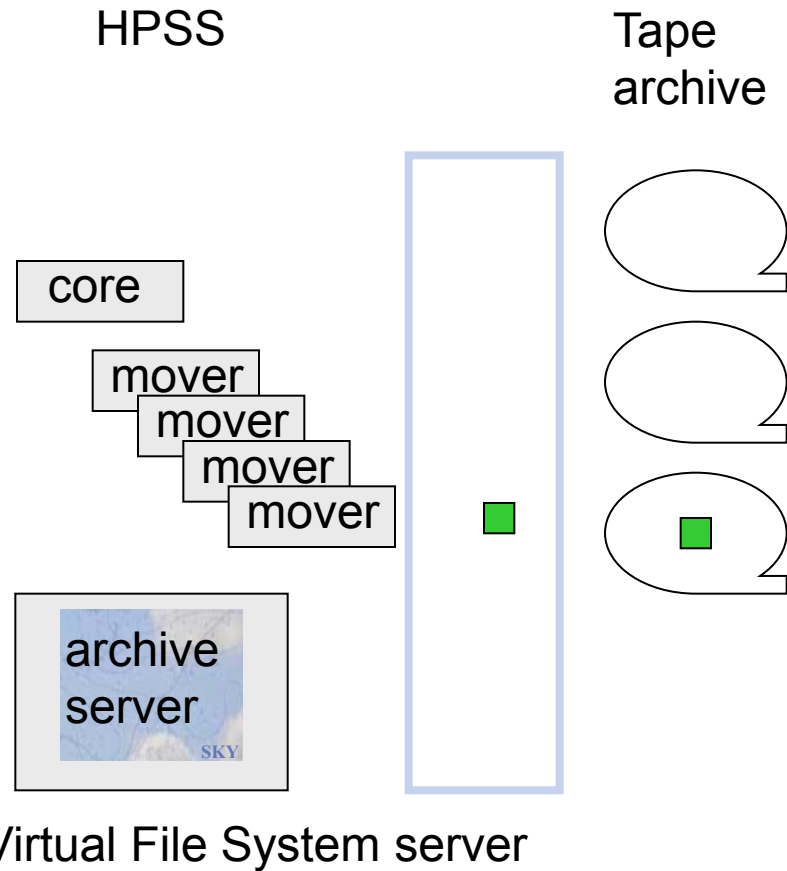 HPSS
Tape
archive
core
mover
mover
mover
mover
archive
server
SKY
Virtual File System server